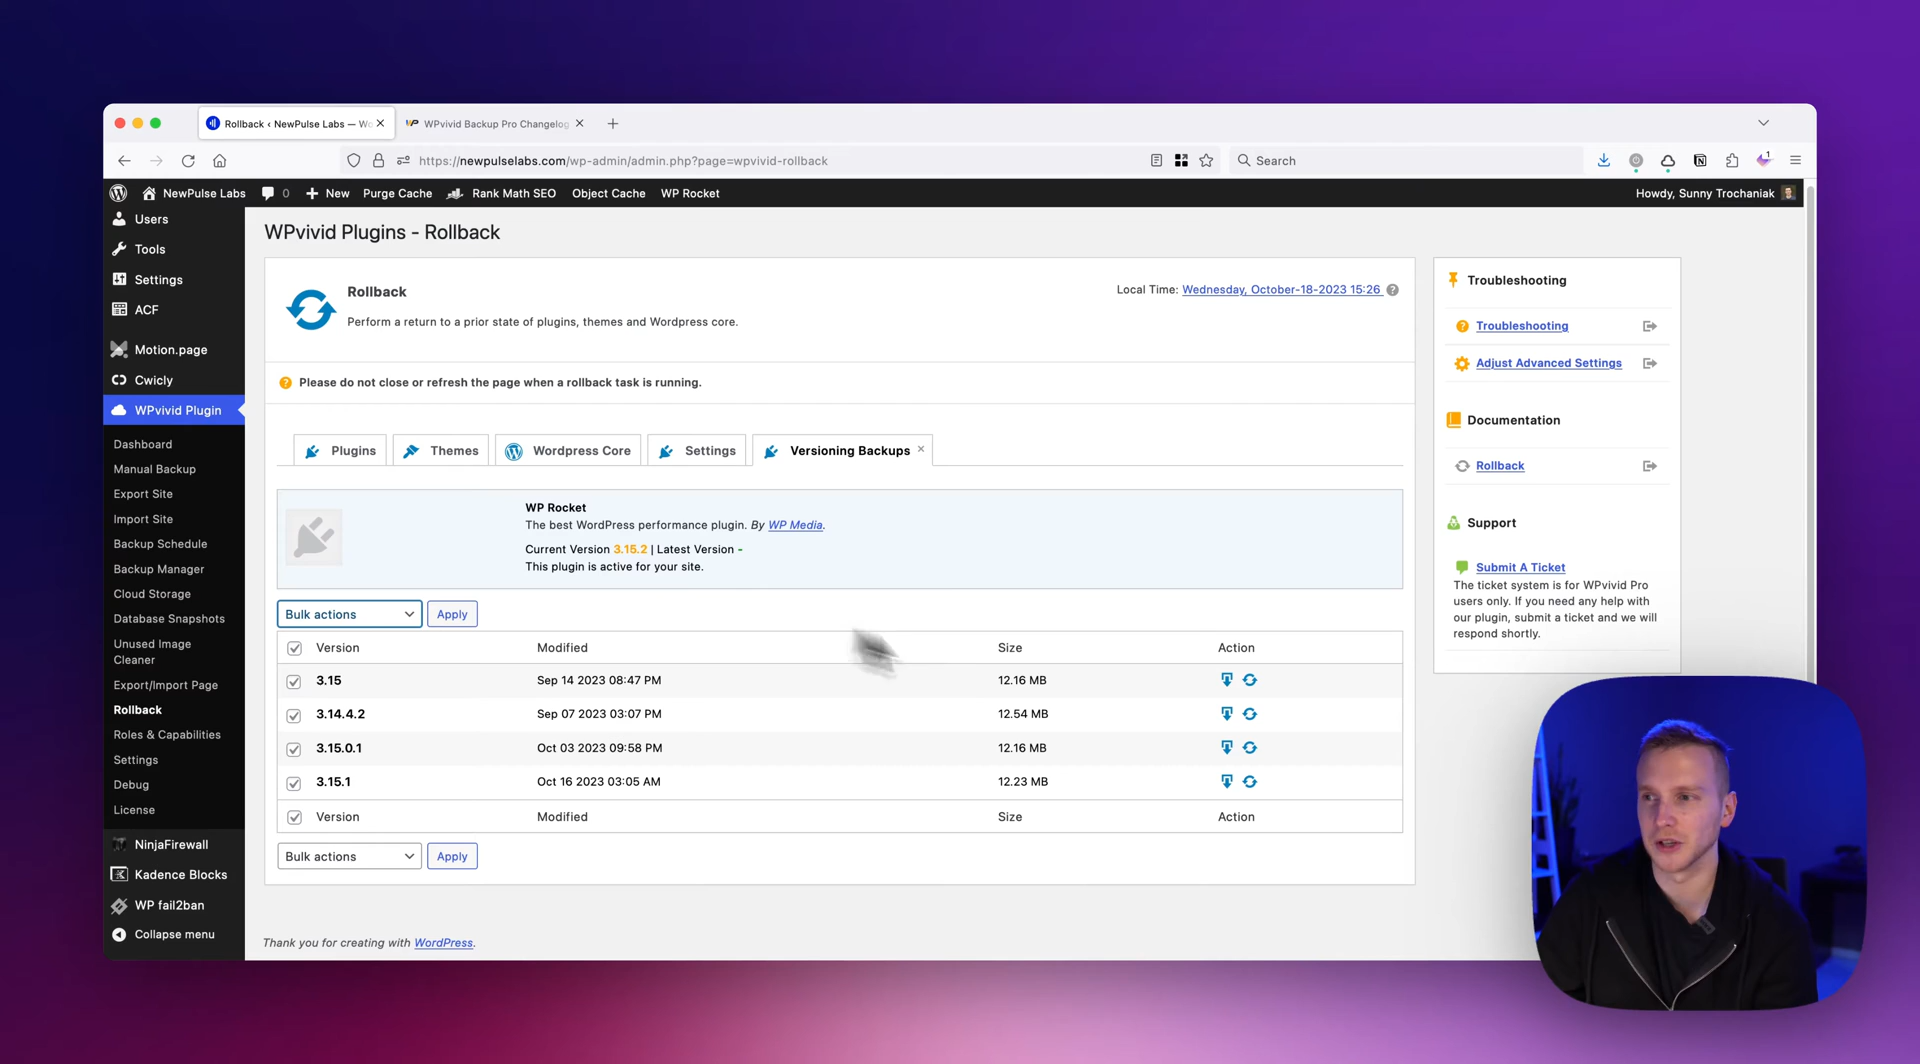 Rollback ‹ NewPulse Labs — Wo
WPvivid Backup Pro Changelog
https://newpulselabs.com/wp-admin/admin.php?page=wpvivid-rollback
Search
1
NewPulse Labs
0
New
Purge Cache
Rank Math SEO
Object Cache
WP Rocket
Howdy, Sunny Trochaniak
Users
Tools
Settings
ACF
Motion.page
Cwicly
WPvivid Plugin
Dashboard
Manual Backup
Export Site
Import Site
Backup Schedule
Backup Manager
Cloud Storage
Database Snapshots
Unused Image
Cleaner
Export/Import Page
Rollback
Roles & Capabilities
Settings
Debug
License
NinjaFirewall
Kadence Blocks
WP fail2ban
Collapse menu
WPvivid Plugins - Rollback
Rollback
Perform a return to a prior state of plugins, themes and Wordpress core.
Local Time: Wednesday, October-18-2023 15:26
Please do not close or refresh the page when a rollback task is running.
Plugins
Themes
Wordpress Core
Settings
Versioning Backups
WP Rocket
The best WordPress performance plugin. By WP Media.
Current Version 3.15.2 | Latest Version -
This plugin is active for your site.
Bulk actions
Apply
Version Modified Size Action
3.15 Sep 14 2023 08:47 PM 12.16 MB
3.14.4.2 Sep 07 2023 03:07 PM 12.54 MB
3.15.0.1 Oct 03 2023 09:58 PM 12.16 MB
3.15.1 Oct 16 2023 03:05 AM 12.23 MB
Version Modified Size Action
Bulk actions
Apply
Thank you for creating with WordPress.
Troubleshooting
Troubleshooting
Adjust Advanced Settings
Documentation
Rollback
Support
Submit A Ticket
The ticket system is for WPvivid Pro
users only. If you need any help with
our plugin, submit a ticket and we will
respond shortly.